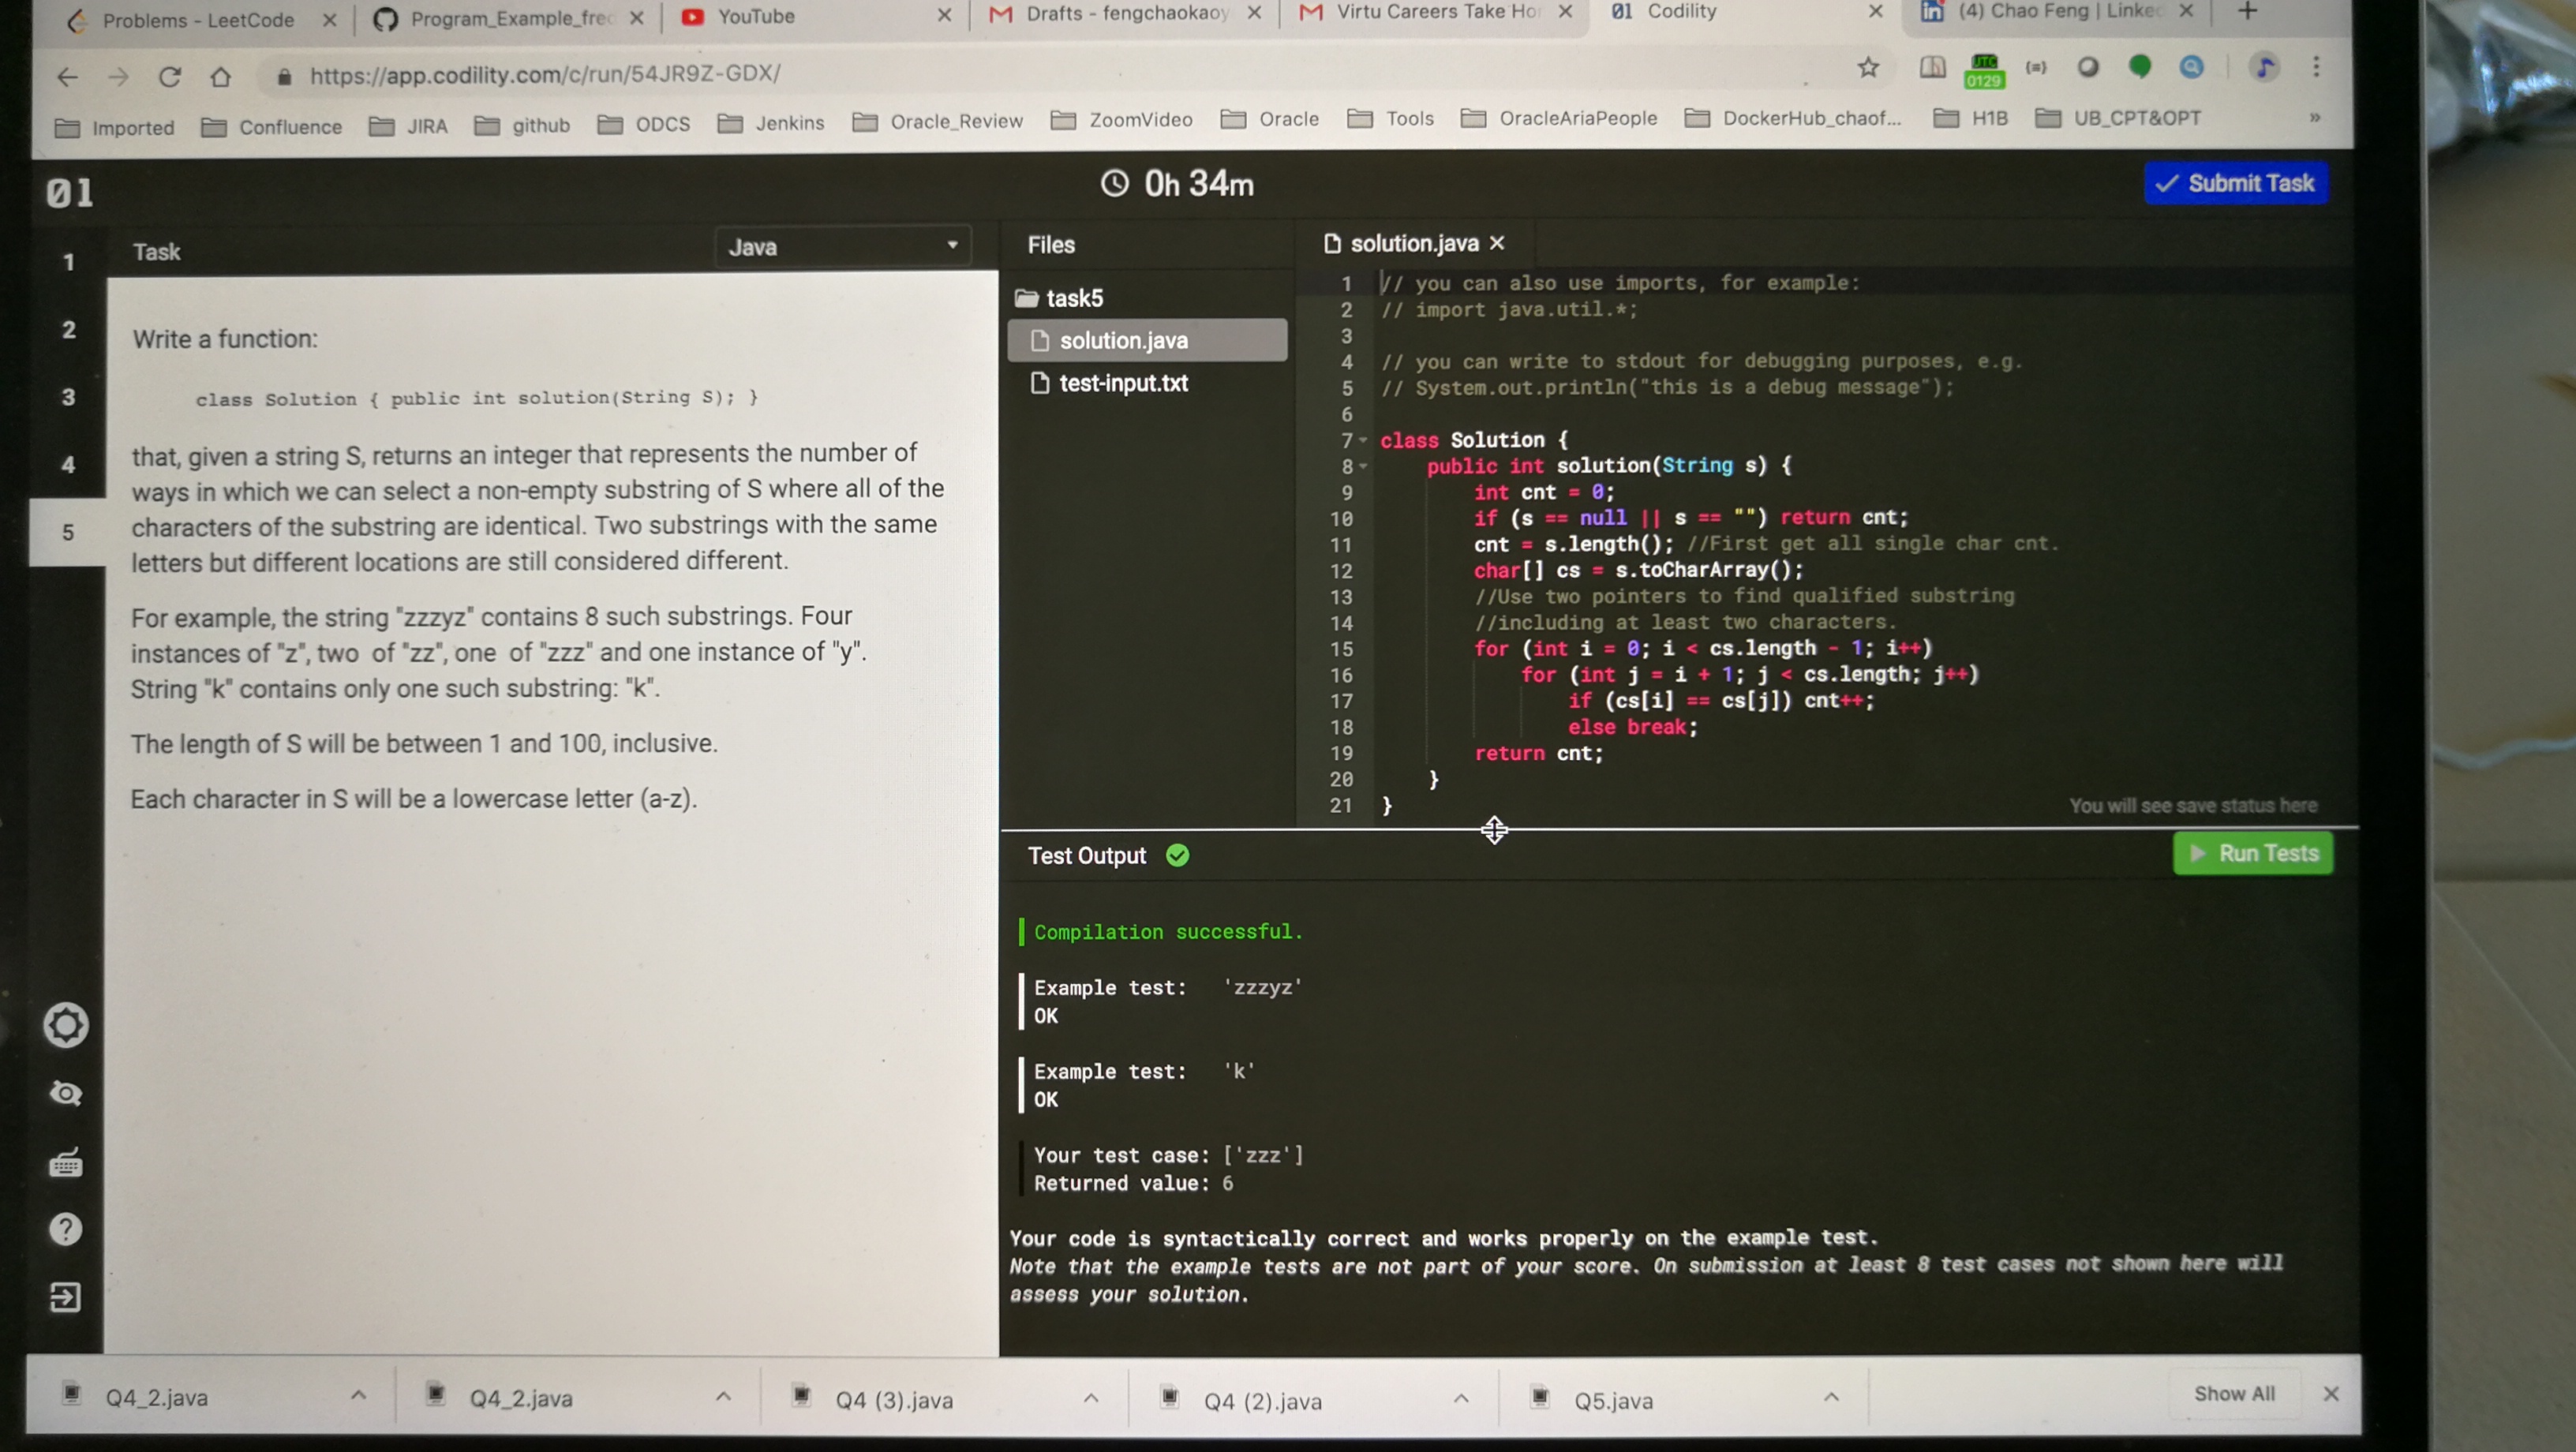 Problems - LeetCode
Program_Example_frec
YouTube
Drafts - fengchaokaoy
Virtu Careers Take Ho
01 Codility
in (4) Chao Feng | Linke
https://app.codility.com/c/run/54JR9Z-GDX/
UTC
0129
Imported
Confluence
JIRA
github
ODCS
Jenkins
Oracle_Review
ZoomVideo
Oracle
Tools
OracleAriaPeople
DockerHub_chaof...
H1B
UB_CPT&OPT
»
01
0h 34m
Submit Task
1
2
3
4
5
Task
Java
Write a function:
class Solution { public int solution(String S); }
that, given a string S, returns an integer that represents the number of
ways in which we can select a non-empty substring of S where all of the
characters of the substring are identical. Two substrings with the same
letters but different locations are still considered different.
For example, the string "zzzyz" contains 8 such substrings. Four
instances of "z", two of "zz", one of "zzz" and one instance of "y".
String "k" contains only one such substring: "k".
The length of S will be between 1 and 100, inclusive.
Each character in S will be a lowercase letter (a-z).
Files
task5
solution.java
test-input.txt
solution.java
1 // you can also use imports, for example:
2 // import java.util.*;
3
4 // you can write to stdout for debugging purposes, e.g.
5 // System.out.println("this is a debug message");
6
7 class Solution {
8 public int solution(String s) {
9 int cnt = 0;
10 if (s == null || s == "") return cnt;
11 cnt = s.length(); //First get all single char cnt.
12 char[] cs = s.toCharArray();
13 //Use two pointers to find qualified substring
14 //including at least two characters.
15 for (int i = 0; i < cs.length - 1; i++)
16 for (int j = i + 1; j < cs.length; j++)
17 if (cs[i] == cs[j]) cnt++;
18 else break;
19 return cnt;
20 }
21 }
You will see save status here
Test Output
Run Tests
Compilation successful.
Example test: 'zzzyz'
OK
Example test: 'k'
OK
Your test case: ['zzz']
Returned value: 6
Your code is syntactically correct and works properly on the example test.
Note that the example tests are not part of your score. On submission at least 8 test cases not shown here will
assess your solution.
Q4_2.java
Q4_2.java
Q4 (3).java
Q4 (2).java
Q5.java
Show All